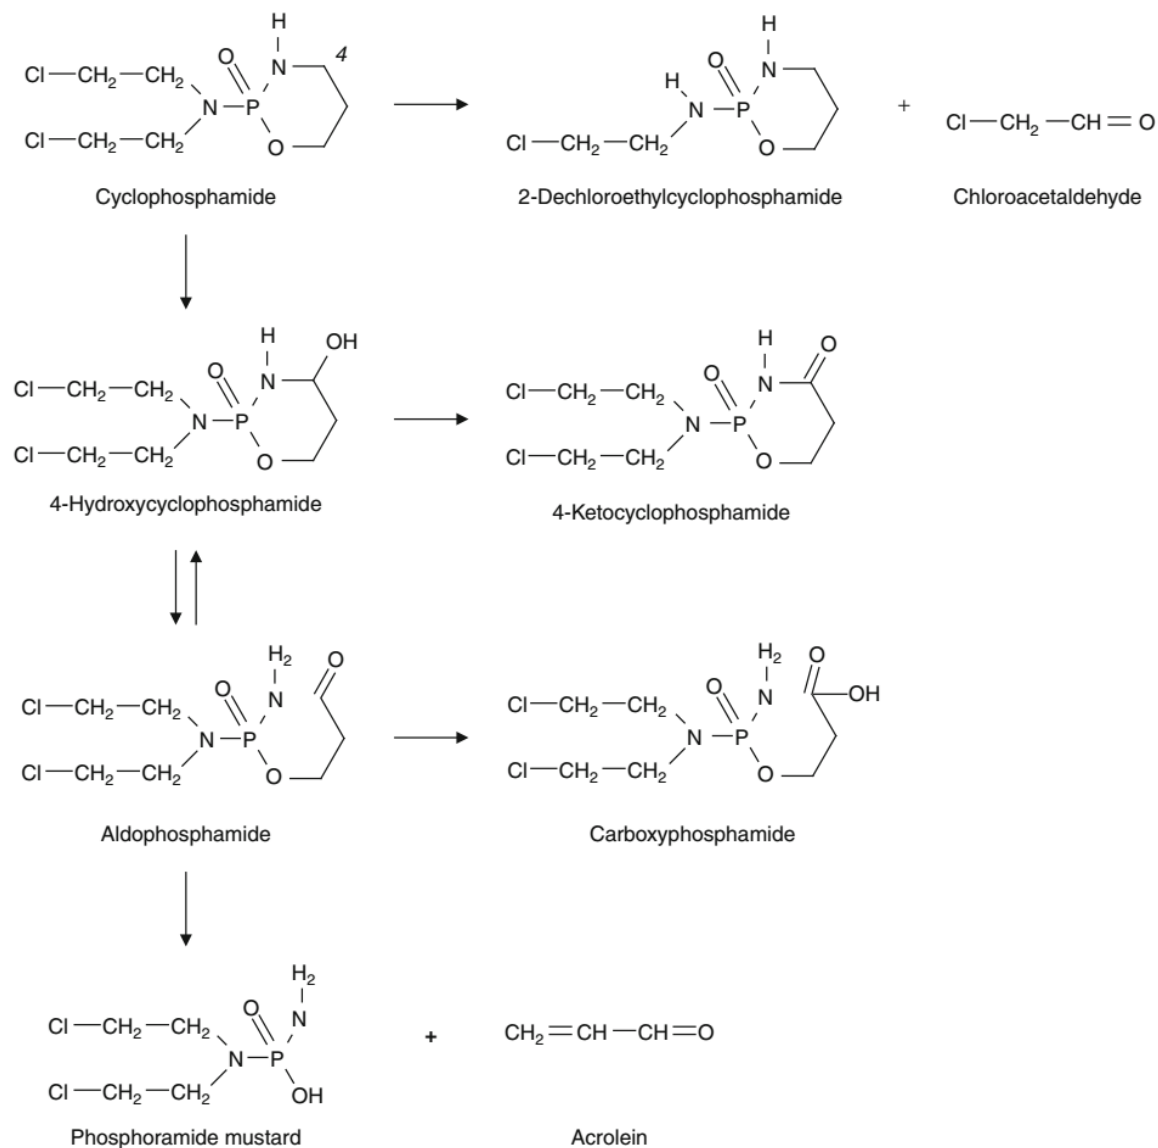 H
O
4
N
Cl—CH₂—CH₂
N—P
Cl—CH₂—CH₂
O
Cyclophosphamide
H
O
N
H
N—P
Cl—CH₂—CH₂
O
2-Dechloroethylcyclophosphamide
+
Cl—CH₂—CH=O
Chloroacetaldehyde
H
OH
O
N
Cl—CH₂—CH₂
N—P
Cl—CH₂—CH₂
O
4-Hydroxycyclophosphamide
H
O
O
N
Cl—CH₂—CH₂
N—P
Cl—CH₂—CH₂
O
4-Ketocyclophosphamide
H₂
O
O
N
Cl—CH₂—CH₂
N—P
Cl—CH₂—CH₂
O
Aldophosphamide
H₂
O
O
N
OH
Cl—CH₂—CH₂
N—P
Cl—CH₂—CH₂
O
Carboxyphosphamide
H₂
O
N
Cl—CH₂—CH₂
N—P
Cl—CH₂—CH₂
OH
Phosphoramide mustard
+
CH₂=CH—CH=O
Acrolein